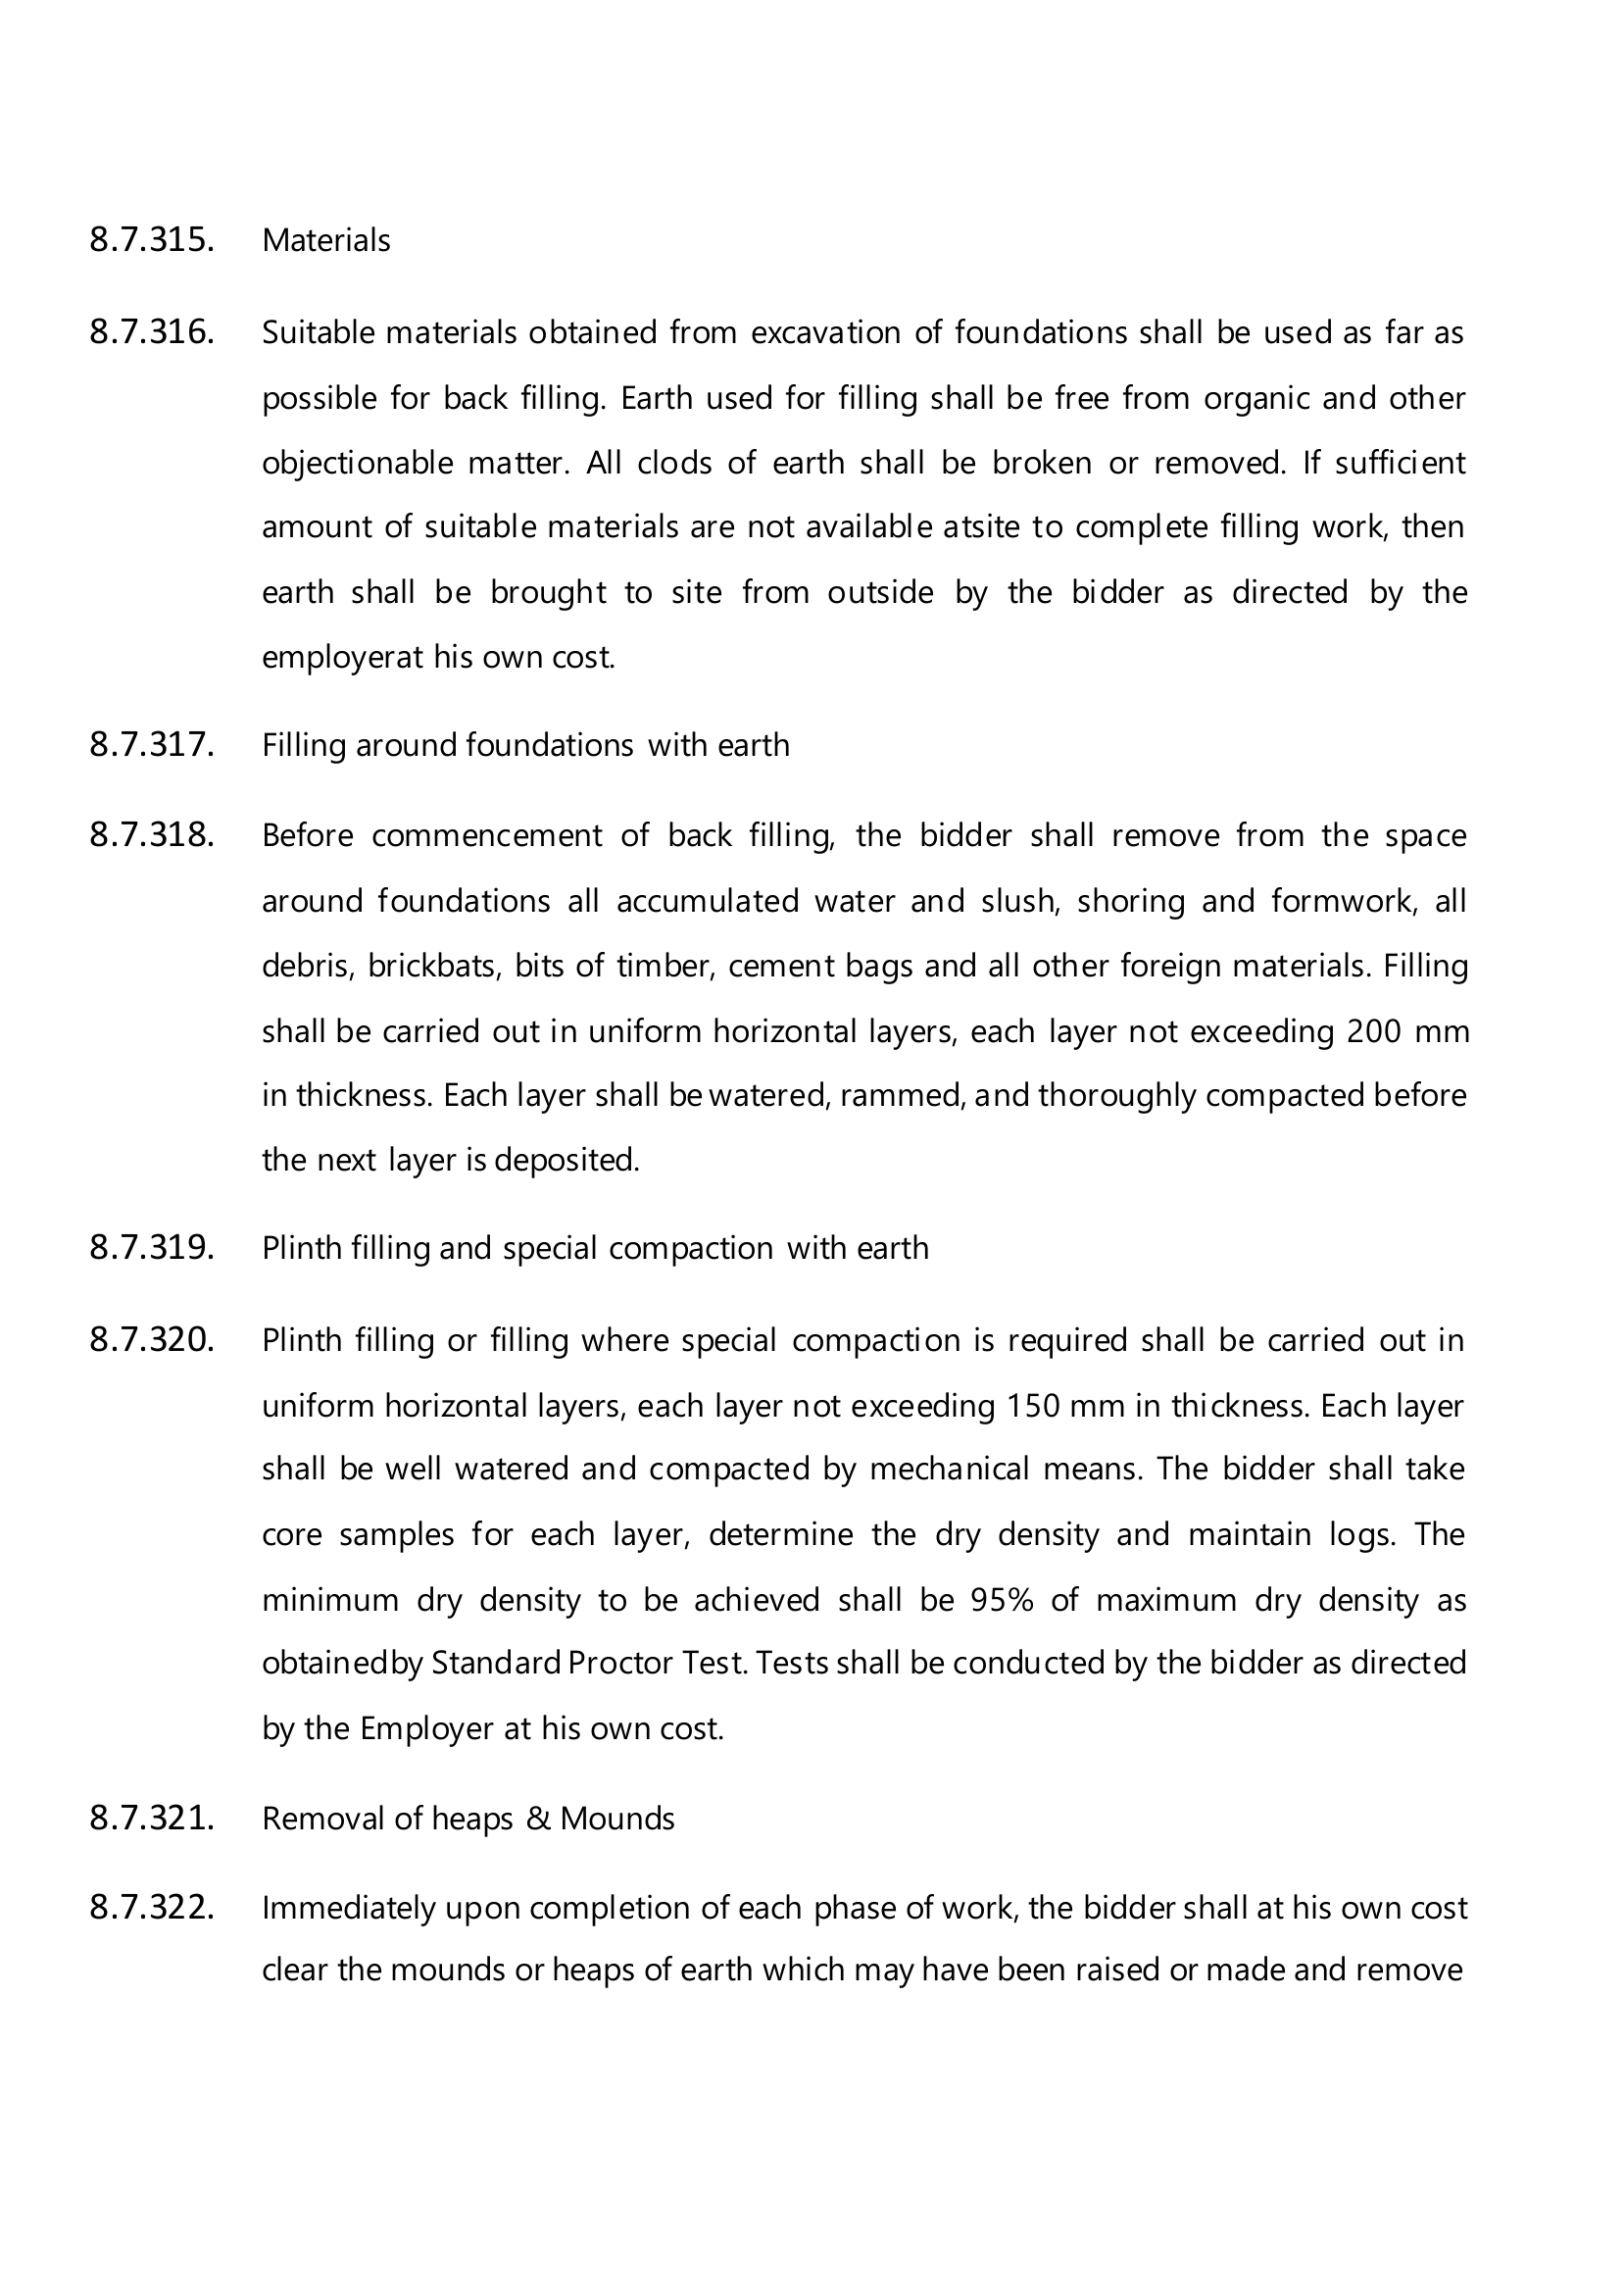 8.7.315. Materials
8.7.316. Suitable materials obtained from excavation of foundations shall be used as far as
possible for back filling. Earth used for filling shall be free from organic and other
objectionable matter. All clods of earth shall be broken or removed. If sufficient
amount of suitable materials are not available atsite to complete filling work, then
earth shall be brought to site from outside by the bidder as directed by the
employerat his own cost.
8.7.317. Filling around foundations with earth
8.7.318. Before commencement of back filling, the bidder shall remove from the space
around foundations all accumulated water and slush, shoring and formwork, all
debris, brickbats, bits of timber, cement bags and all other foreign materials. Filling
shall be carried out in uniform horizontal layers, each layer not exceeding 200 mm
in thickness. Each layer shall be watered, rammed, and thoroughly compacted before
the next layer is deposited.
8.7.319. Plinth filling and special compaction with earth
8.7.320. Plinth filling or filling where special compaction is required shall be carried out in
uniform horizontal layers, each layer not exceeding 150 mm in thickness. Each layer
shall be well watered and compacted by mechanical means. The bidder shall take
core samples for each layer, determine the dry density and maintain logs. The
minimum dry density to be achieved shall be 95% of maximum dry density as
obtainedby Standard Proctor Test. Tests shall be conducted by the bidder as directed
by the Employer at his own cost.
8.7.321. Removal of heaps & Mounds
8.7.322. Immediately upon completion of each phase of work, the bidder shall at his own cost
clear the mounds or heaps of earth which may have been raised or made and remove